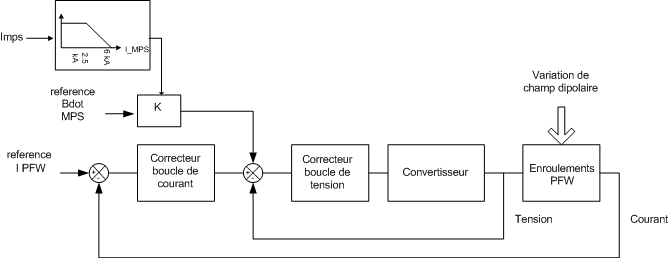 Imps
2.5 kA
6 kA
I_MPS
reference
Bdot
MPS
K
Variation de
champ dipolaire
reference
I PFW
+
-
Correcteur
boucle de
courant
+
-
Correcteur
boucle de
tension
Convertisseur
Enroulements
PFW
Tension
Courant